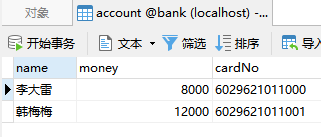 对象 account @bank (localhost) -...
开始事务 文本 筛选 排序 导
name money cardNo
李大雷 8000 6029621011000
韩梅梅 12000 6029621011001